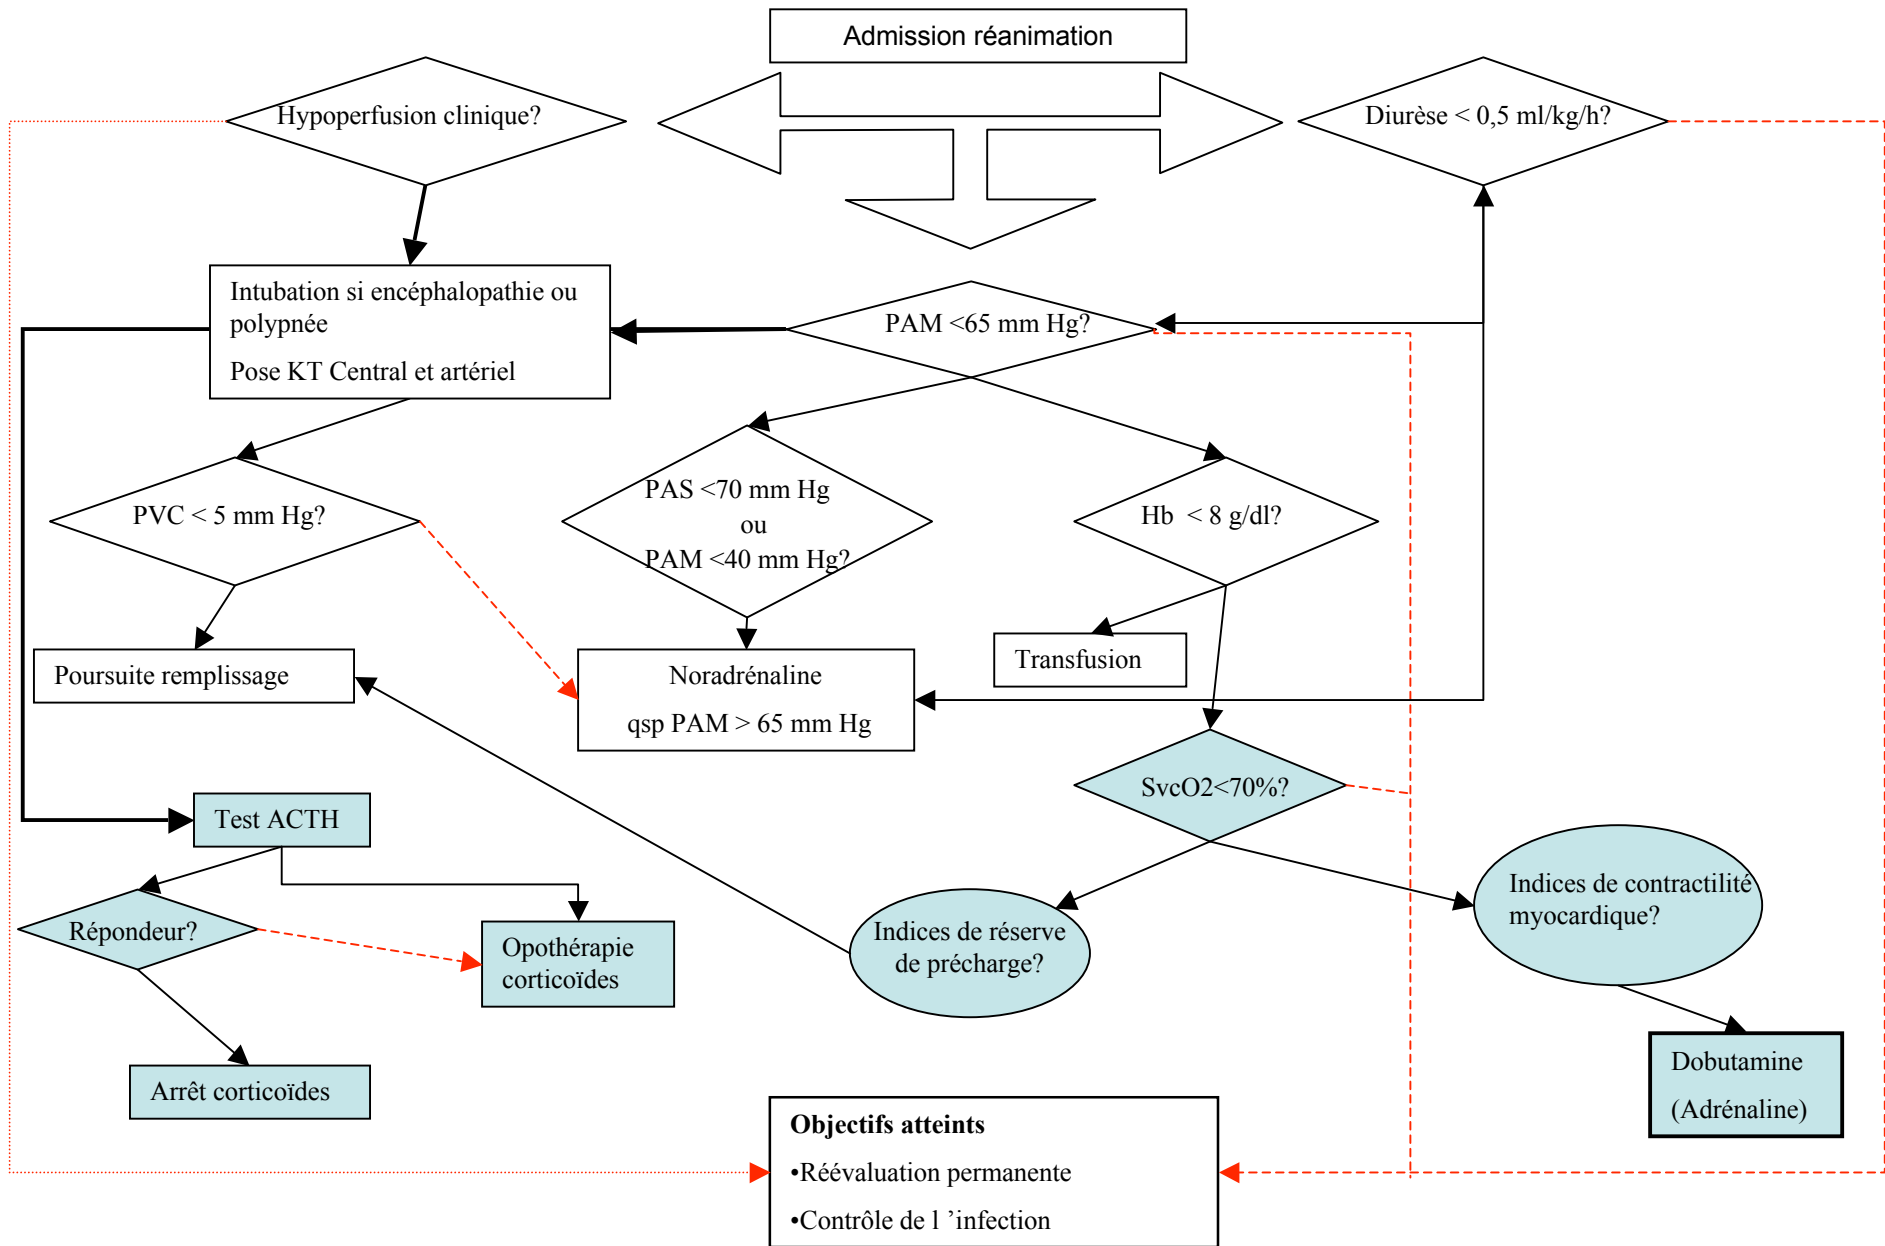 Admission réanimation
Hypoperfusion clinique?
Diurèse < 0,5 ml/kg/h?
Intubation si encéphalopathie ou
polypnée
Pose KT Central et artériel
PAM <65 mm Hg?
PVC < 5 mm Hg?
PAS <70 mm Hg
ou
PAM <40 mm Hg?
Hb < 8 g/dl?
Poursuite remplissage
Noradrénaline
qsp PAM > 65 mm Hg
Transfusion
SvcO2<70%?
Test ACTH
Répondeur?
Opothérapie
corticoïdes
Indices de réserve
de précharge?
Indices de contractilité
myocardique?
Arrêt corticoïdes
Dobutamine
(Adrénaline)
Objectifs atteints
•Réévaluation permanente
•Contrôle de l ’infection